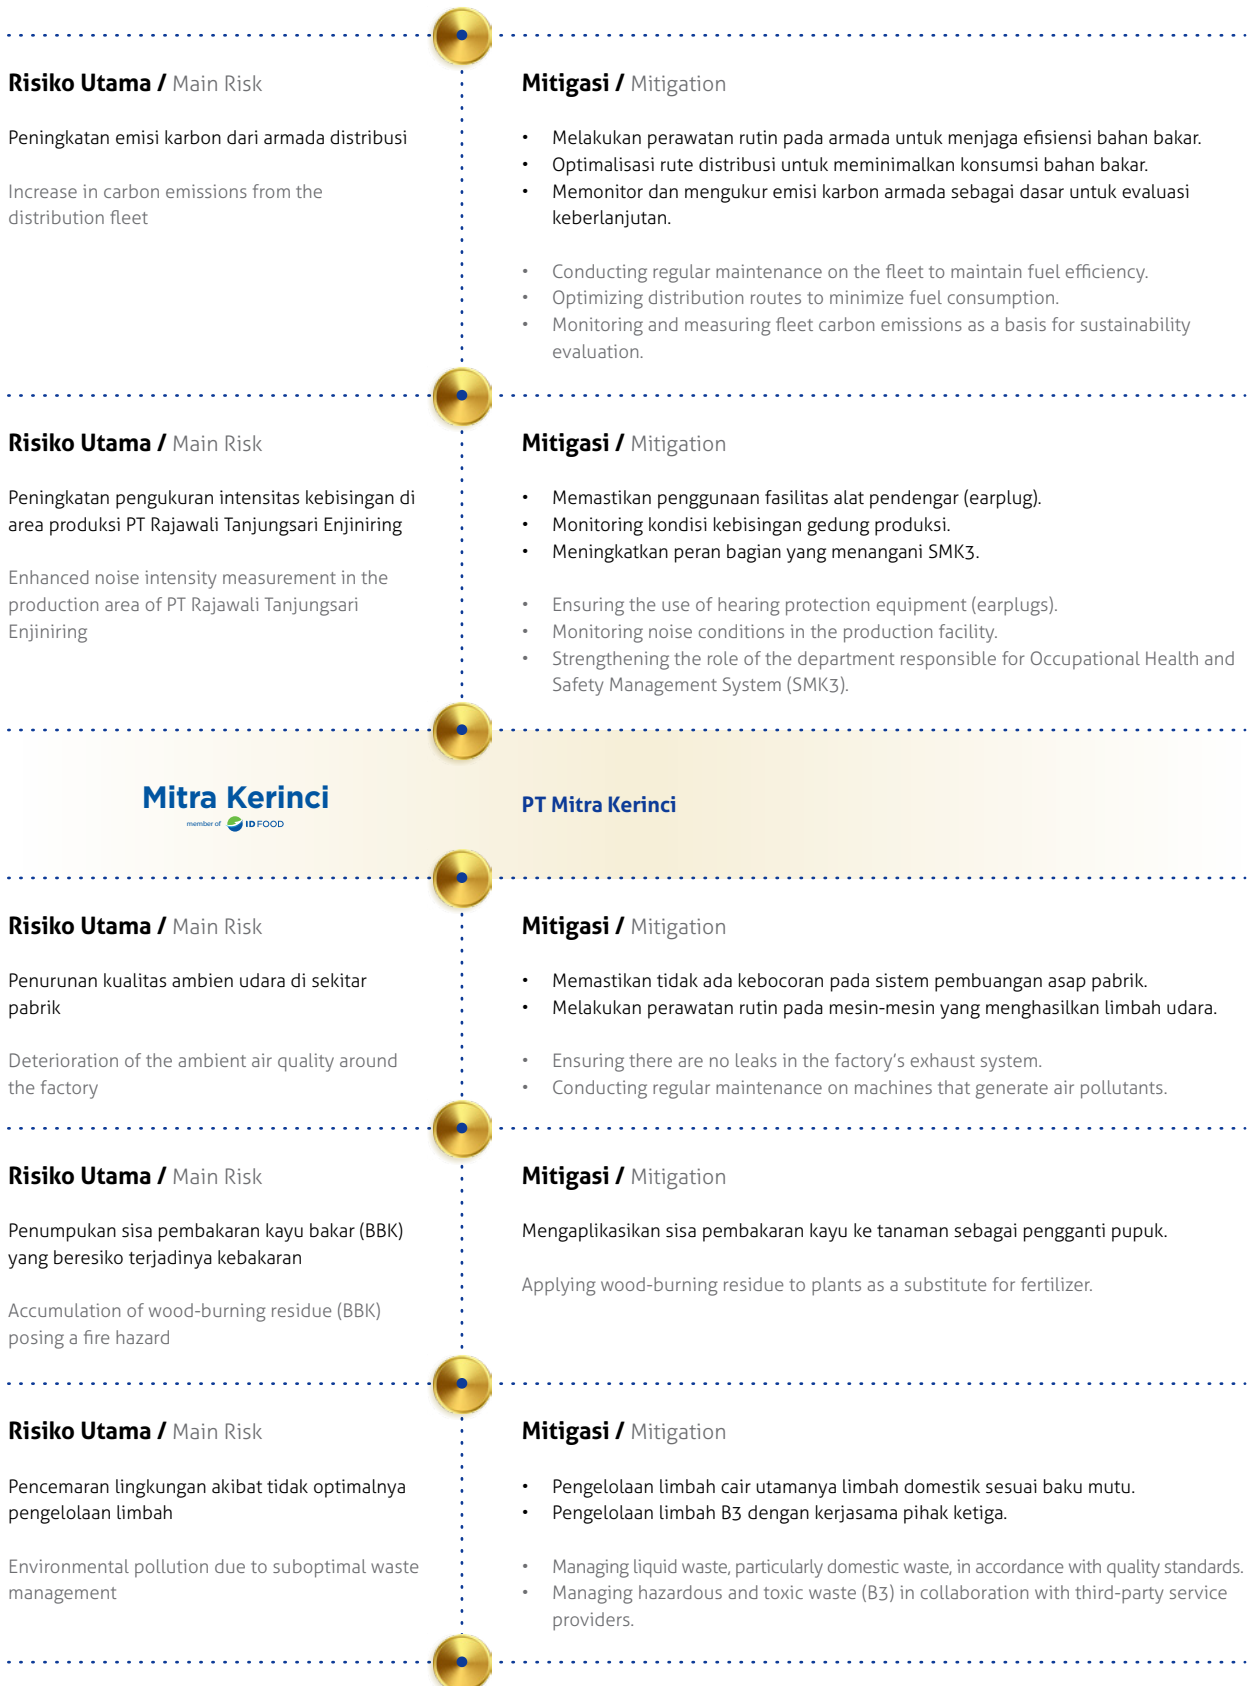 Risiko Utama / Main Risk
Peningkatan emisi karbon dari armada distribusi
Increase in carbon emissions from the
distribution fleet
Mitigasi / Mitigation
• Melakukan perawatan rutin pada armada untuk menjaga efisiensi bahan bakar.
• Optimalisasi rute distribusi untuk meminimalkan konsumsi bahan bakar.
• Memonitor dan mengukur emisi karbon armada sebagai dasar untuk evaluasi
keberlanjutan.
• Conducting regular maintenance on the fleet to maintain fuel efficiency.
• Optimizing distribution routes to minimize fuel consumption.
• Monitoring and measuring fleet carbon emissions as a basis for sustainability
evaluation.
Risiko Utama / Main Risk
Peningkatan pengukuran intensitas kebisingan di
area produksi PT Rajawali Tanjungsari Enjiniring
Enhanced noise intensity measurement in the
production area of PT Rajawali Tanjungsari
Enjiniring
Mitigasi / Mitigation
• Memastikan penggunaan fasilitas alat pendengar (earplug).
• Monitoring kondisi kebisingan gedung produksi.
• Meningkatkan peran bagian yang menangani SMK3.
• Ensuring the use of hearing protection equipment (earplugs).
• Monitoring noise conditions in the production facility.
• Strengthening the role of the department responsible for Occupational Health and
Safety Management System (SMK3).
Mitra Kerinci
member of ID FOOD
PT Mitra Kerinci
Risiko Utama / Main Risk
Penurunan kualitas ambien udara di sekitar
pabrik
Deterioration of the ambient air quality around
the factory
Mitigasi / Mitigation
• Memastikan tidak ada kebocoran pada sistem pembuangan asap pabrik.
• Melakukan perawatan rutin pada mesin-mesin yang menghasilkan limbah udara.
• Ensuring there are no leaks in the factory's exhaust system.
• Conducting regular maintenance on machines that generate air pollutants.
Risiko Utama / Main Risk
Penumpukan sisa pembakaran kayu bakar (BBK)
yang beresiko terjadinya kebakaran
Accumulation of wood-burning residue (BBK)
posing a fire hazard
Mitigasi / Mitigation
Mengaplikasikan sisa pembakaran kayu ke tanaman sebagai pengganti pupuk.
Applying wood-burning residue to plants as a substitute for fertilizer.
Risiko Utama / Main Risk
Pencemaran lingkungan akibat tidak optimalnya
pengelolaan limbah
Environmental pollution due to suboptimal waste
management
Mitigasi / Mitigation
• Pengelolaan limbah cair utamanya limbah domestik sesuai baku mutu.
• Pengelolaan limbah B3 dengan kerjasama pihak ketiga.
• Managing liquid waste, particularly domestic waste, in accordance with quality standards.
• Managing hazardous and toxic waste (B3) in collaboration with third-party service
providers.